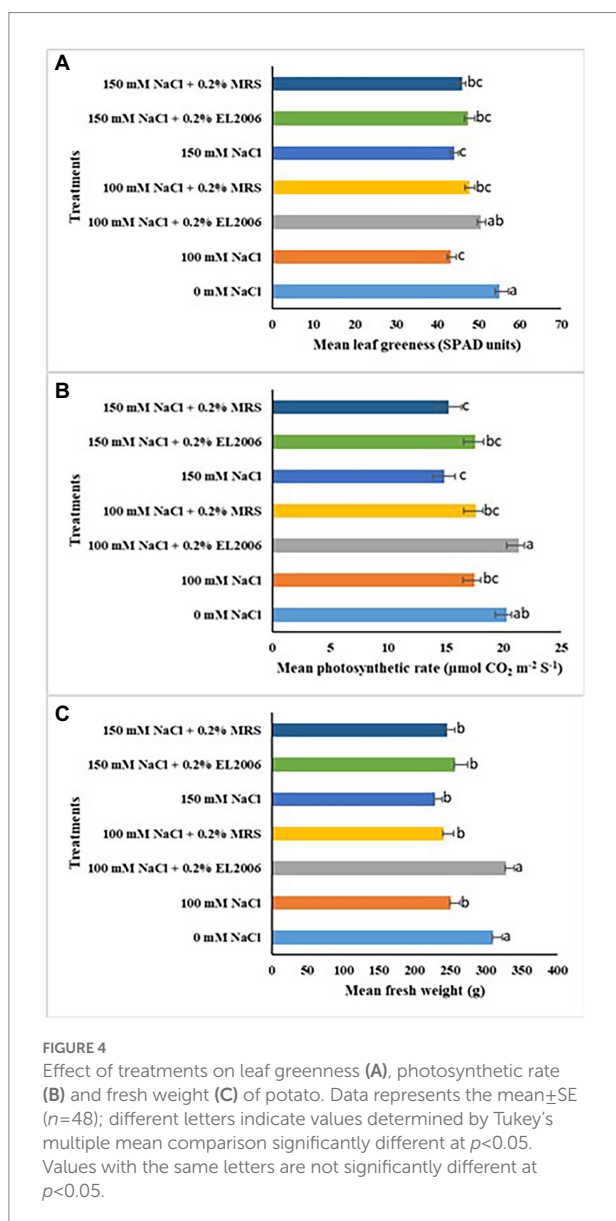 A
150 mM NaCl + 0.2% MRS
bc
150 mM NaCl + 0.2% EL2006
bc
150 mM NaCl
c
100 mM NaCl + 0.2% MRS
bc
100 mM NaCl + 0.2% EL2006
ab
100 mM NaCl
c
0 mM NaCl
a
Treatments
0 10 20 30 40 50 60 70
Mean leaf greeness (SPAD units)
B
150 mM NaCl + 0.2% MRS
c
150 mM NaCl + 0.2% EL2006
bc
150 mM NaCl
c
100 mM NaCl + 0.2% MRS
bc
100 mM NaCl + 0.2% EL2006
a
100 mM NaCl
bc
0 mM NaCl
ab
Treatments
0 5 10 15 20 25
Mean photosynthetic rate (µmol CO₂ m⁻² S⁻¹)
C
150 mM NaCl + 0.2% MRS
b
150 mM NaCl + 0.2% EL2006
b
150 mM NaCl
b
100 mM NaCl + 0.2% MRS
b
100 mM NaCl + 0.2% EL2006
a
100 mM NaCl
b
0 mM NaCl
a
Treatments
0 50 100 150 200 250 300 350 400
Mean fresh weight (g)
FIGURE 4
Effect of treatments on leaf greenness (A), photosynthetic rate
(B) and fresh weight (C) of potato. Data represents the mean±SE
(n=48); different letters indicate values determined by Tukey's
multiple mean comparison significantly different at p<0.05.
Values with the same letters are not significantly different at
p<0.05.